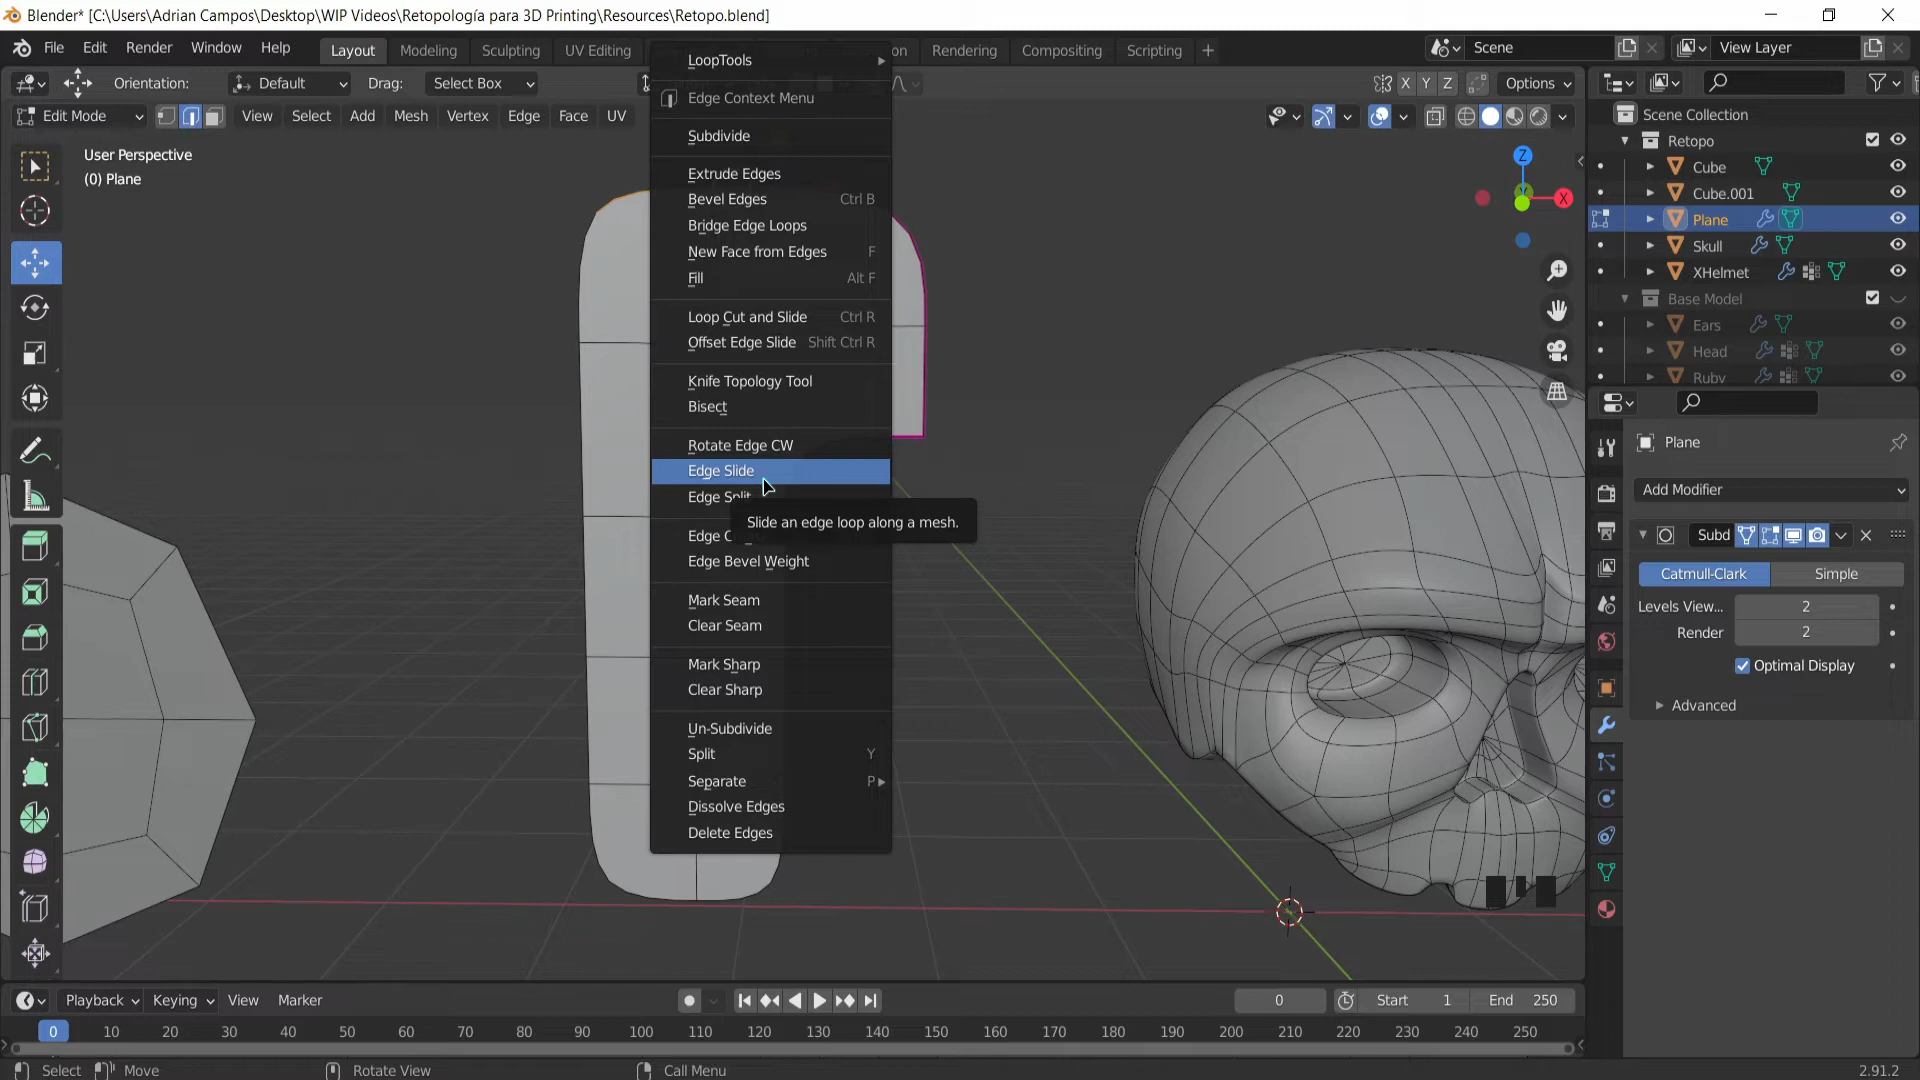 Blender* [C:\Users\Adrian Campos\Desktop\WIP Videos\Retopología para 3D Printing\Resources\Retopo.blend]
File Edit Render Window Help Layout Modeling Sculpting UV Editing Rendering Compositing Scripting + Scene View Layer
Orientation: Default Drag: Select Box X Y Z Options
Edit Mode View Select Add Mesh Vertex Edge Face UV
User Perspective
(0) Plane
LoopTools
Edge Context Menu
Subdivide
Extrude Edges
Bevel Edges Ctrl B
Bridge Edge Loops
New Face from Edges F
Fill Alt F
Loop Cut and Slide Ctrl R
Offset Edge Slide Shift Ctrl R
Knife Topology Tool
Bisect
Rotate Edge CW
Edge Slide
Edge Split
Slide an edge loop along a mesh.
Edge
Edge Bevel Weight
Mark Seam
Clear Seam
Mark Sharp
Clear Sharp
Un-Subdivide
Split Y
Separate P
Dissolve Edges
Delete Edges
Z
X
Scene Collection
Retopo
Cube
Cube.001
Plane
Skull
XHelmet
Base Model
Ears
Head
Ruby
Plane
Add Modifier
Subd
Catmull-Clark Simple
Levels View... 2
Render 2
Optimal Display
Advanced
Playback Keying View Marker 0 Start 1 End 250
0 10 20 30 40 50 60 70 80 90 100 110 120 130 140 150 160 170 180 190 200 210 220 230 240 250
Select Move Rotate View Call Menu 2.91.2